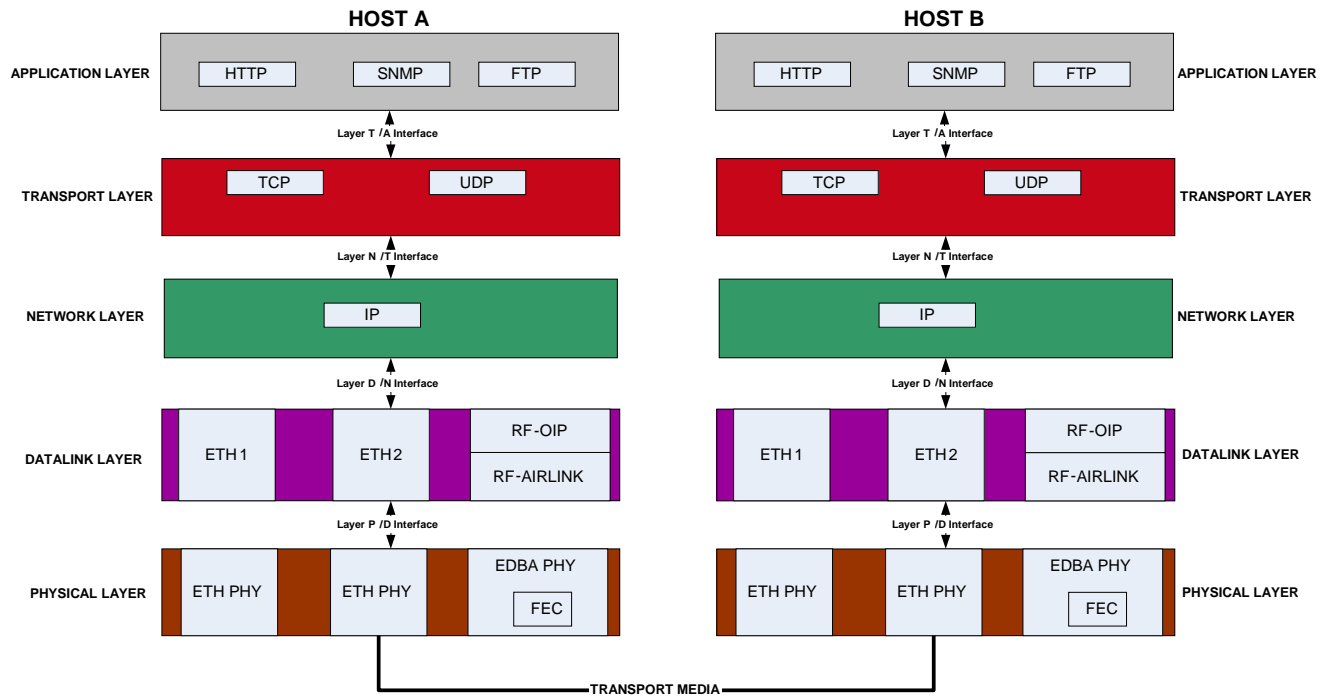 HOST A
HOST B
APPLICATION LAYER
HTTP
SNMP
FTP
HTTP
SNMP
FTP
APPLICATION LAYER
Layer T /A Interface
Layer T /A Interface
TRANSPORT LAYER
TCP
UDP
TCP
UDP
TRANSPORT LAYER
Layer N /T Interface
Layer N /T Interface
NETWORK LAYER
IP
IP
NETWORK LAYER
Layer D /N Interface
Layer D /N Interface
DATALINK LAYER
ETH 1
ETH 2
RF-OIP
RF-AIRLINK
ETH 1
ETH 2
RF-OIP
RF-AIRLINK
DATALINK LAYER
Layer P /D Interface
Layer P /D Interface
PHYSICAL LAYER
ETH PHY
ETH PHY
EDBA PHY
FEC
ETH PHY
ETH PHY
EDBA PHY
FEC
PHYSICAL LAYER
TRANSPORT MEDIA